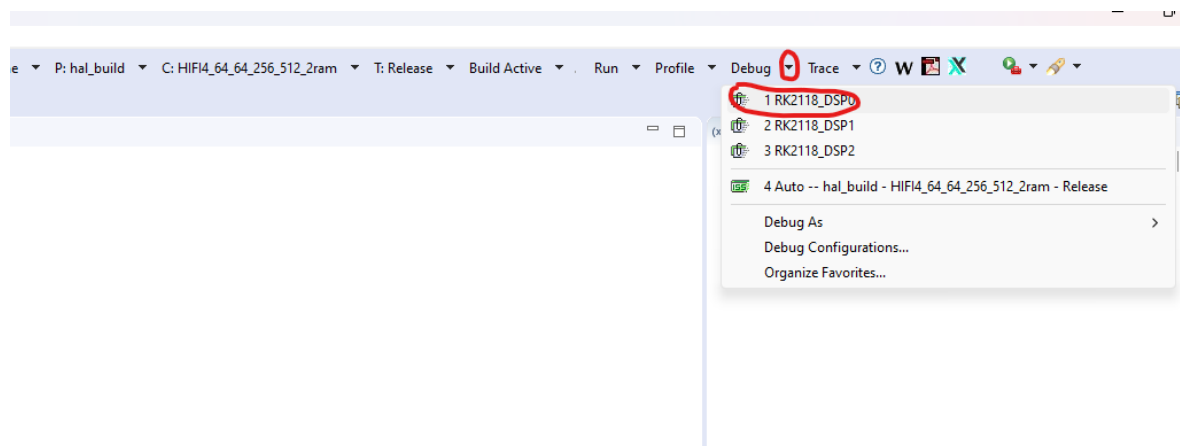 e P: hal_build C: HIFI4_64_64_256_512_2ram T: Release Build Active . Run Profile Debug Trace ? W X
1 RK2118_DSP0
(x
2 RK2118_DSP1
3 RK2118_DSP2
ISS 4 Auto -- hal_build - HIFI4_64_64_256_512_2ram - Release
Debug As
Debug Configurations...
Organize Favorites...